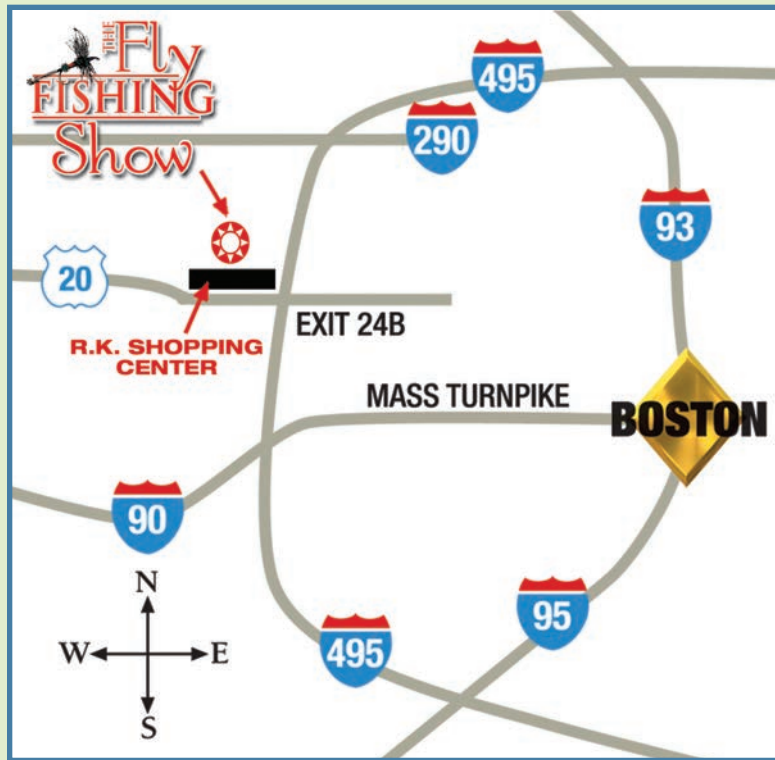 THE Fly
FISHING
Show
495
290
93
20
R.K. SHOPPING
CENTER
EXIT 24B
MASS TURNPIKE
BOSTON
90
95
495
N
W E
S